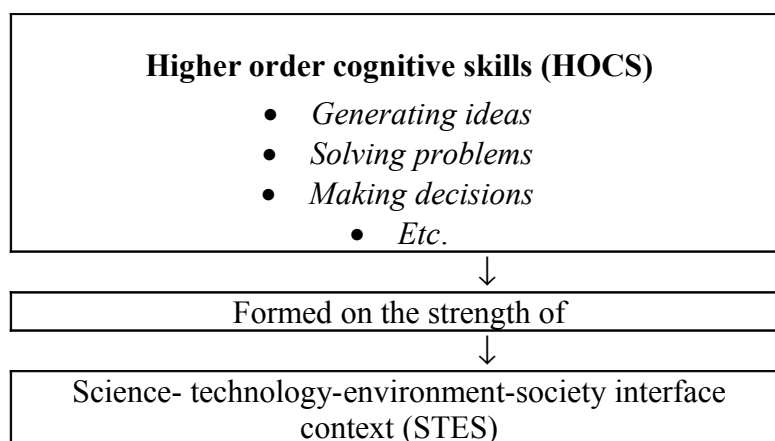 Higher order cognitive skills (HOCS)
• Generating ideas
• Solving problems
• Making decisions
• Etc.
↓
Formed on the strength of
↓
Science- technology-environment-society interface
context (STES)